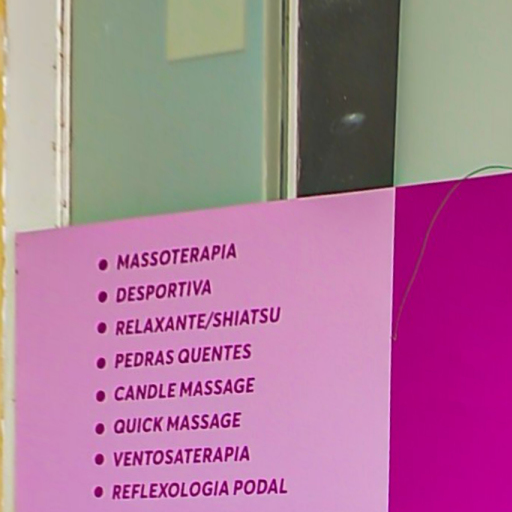 • MASSOTERAPIA
• DESPORTIVA
• RELAXANTE/SHIATSU
• PEDRAS QUENTES
• CANDLE MASSAGE
• QUICK MASSAGE
• VENTOSATERAPIA
• REFLEXOLOGIA PODAL